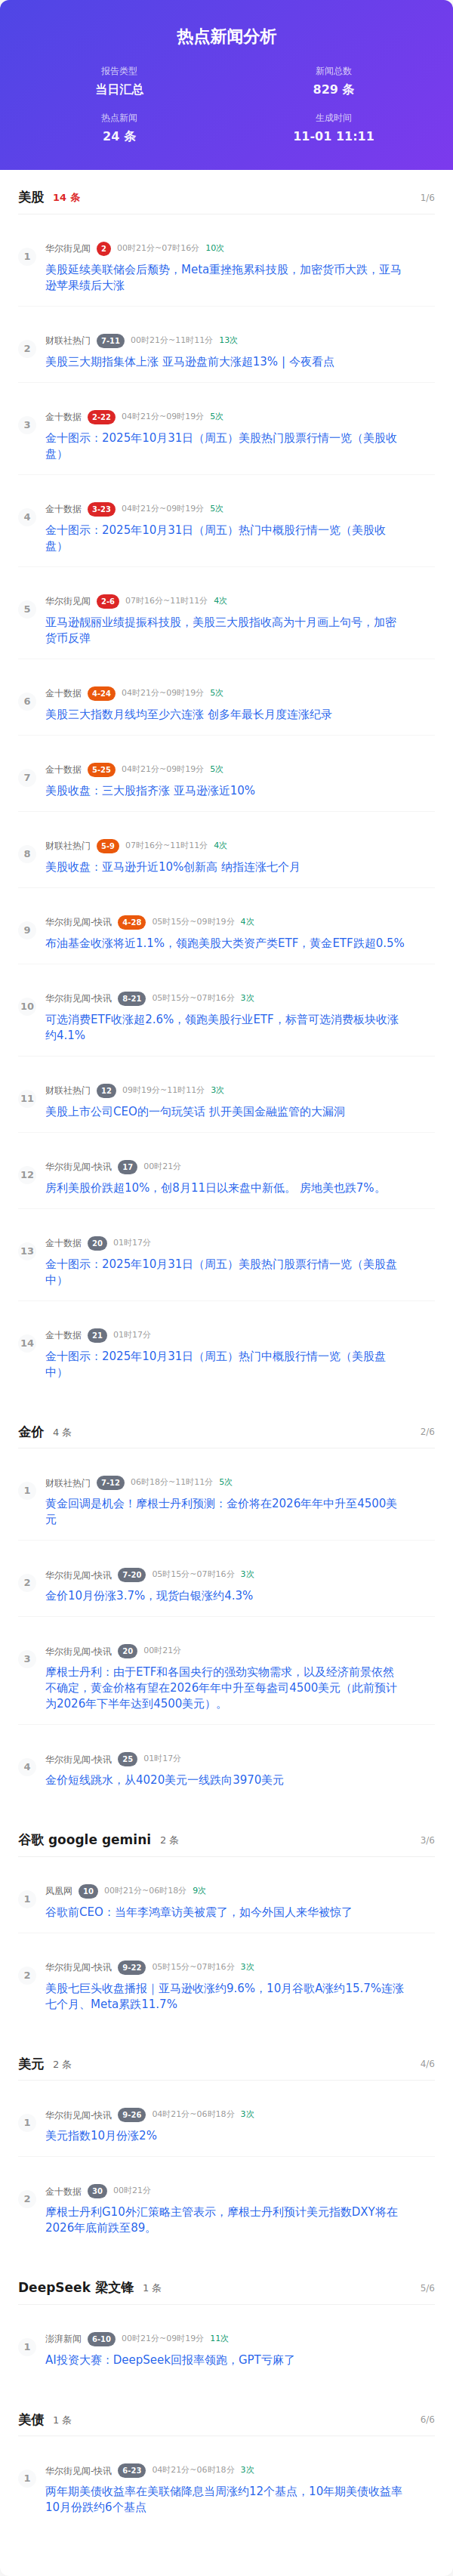 热点新闻分析
报告类型 新闻总数
当日汇总 829 条
热点新闻 生成时间
24 条 11-01 11:11
美股 14 条 1/6
1 华尔街见闻 2 00时21分~07时16分 10次
美股延续美联储会后颓势，Meta重挫拖累科技股，加密货币大跌，亚马
逊苹果绩后大涨
2 财联社热门 7-11 00时21分~11时11分 13次
美股三大期指集体上涨 亚马逊盘前大涨超13% | 今夜看点
3 金十数据 2-22 04时21分~09时19分 5次
金十图示：2025年10月31日（周五）美股热门股票行情一览（美股收
盘）
4 金十数据 3-23 04时21分~09时19分 5次
金十图示：2025年10月31日（周五）热门中概股行情一览（美股收
盘）
5 华尔街见闻 2-6 07时16分~11时11分 4次
亚马逊靓丽业绩提振科技股，美股三大股指收高为十月画上句号，加密
货币反弹
6 金十数据 4-24 04时21分~09时19分 5次
美股三大指数月线均至少六连涨 创多年最长月度连涨纪录
7 金十数据 5-25 04时21分~09时19分 5次
美股收盘：三大股指齐涨 亚马逊涨近10%
8 财联社热门 5-9 07时16分~11时11分 4次
美股收盘：亚马逊升近10%创新高 纳指连涨七个月
9 华尔街见闻-快讯 4-28 05时15分~09时19分 4次
布油基金收涨将近1.1%，领跑美股大类资产类ETF，黄金ETF跌超0.5%
10 华尔街见闻-快讯 8-21 05时15分~07时16分 3次
可选消费ETF收涨超2.6%，领跑美股行业ETF，标普可选消费板块收涨
约4.1%
11 财联社热门 12 09时19分~11时11分 3次
美股上市公司CEO的一句玩笑话 扒开美国金融监管的大漏洞
12 华尔街见闻-快讯 17 00时21分
房利美股价跌超10%，创8月11日以来盘中新低。 房地美也跌7%。
13 金十数据 20 01时17分
金十图示：2025年10月31日（周五）美股热门股票行情一览（美股盘
中）
14 金十数据 21 01时17分
金十图示：2025年10月31日（周五）热门中概股行情一览（美股盘
中）
金价 4 条 2/6
1 财联社热门 7-12 06时18分~11时11分 5次
黄金回调是机会！摩根士丹利预测：金价将在2026年年中升至4500美
元
2 华尔街见闻-快讯 7-20 05时15分~07时16分 3次
金价10月份涨3.7%，现货白银涨约4.3%
3 华尔街见闻-快讯 20 00时21分
摩根士丹利：由于ETF和各国央行的强劲实物需求，以及经济前景依然
不确定，黄金价格有望在2026年年中升至每盎司4500美元（此前预计
为2026年下半年达到4500美元）。
4 华尔街见闻-快讯 25 01时17分
金价短线跳水，从4020美元一线跌向3970美元
谷歌 google gemini 2 条 3/6
1 凤凰网 10 00时21分~06时18分 9次
谷歌前CEO：当年李鸿章访美被震了，如今外国人来华被惊了
2 华尔街见闻-快讯 9-22 05时15分~07时16分 3次
美股七巨头收盘播报｜亚马逊收涨约9.6%，10月谷歌A涨约15.7%连涨
七个月、Meta累跌11.7%
美元 2 条 4/6
1 华尔街见闻-快讯 9-26 04时21分~06时18分 3次
美元指数10月份涨2%
2 金十数据 30 00时21分
摩根士丹利G10外汇策略主管表示，摩根士丹利预计美元指数DXY将在
2026年底前跌至89。
DeepSeek 梁文锋 1 条 5/6
1 澎湃新闻 6-10 00时21分~09时19分 11次
AI投资大赛：DeepSeek回报率领跑，GPT亏麻了
美债 1 条 6/6
1 华尔街见闻-快讯 6-23 04时21分~06时18分 3次
两年期美债收益率在美联储降息当周涨约12个基点，10年期美债收益率
10月份跌约6个基点